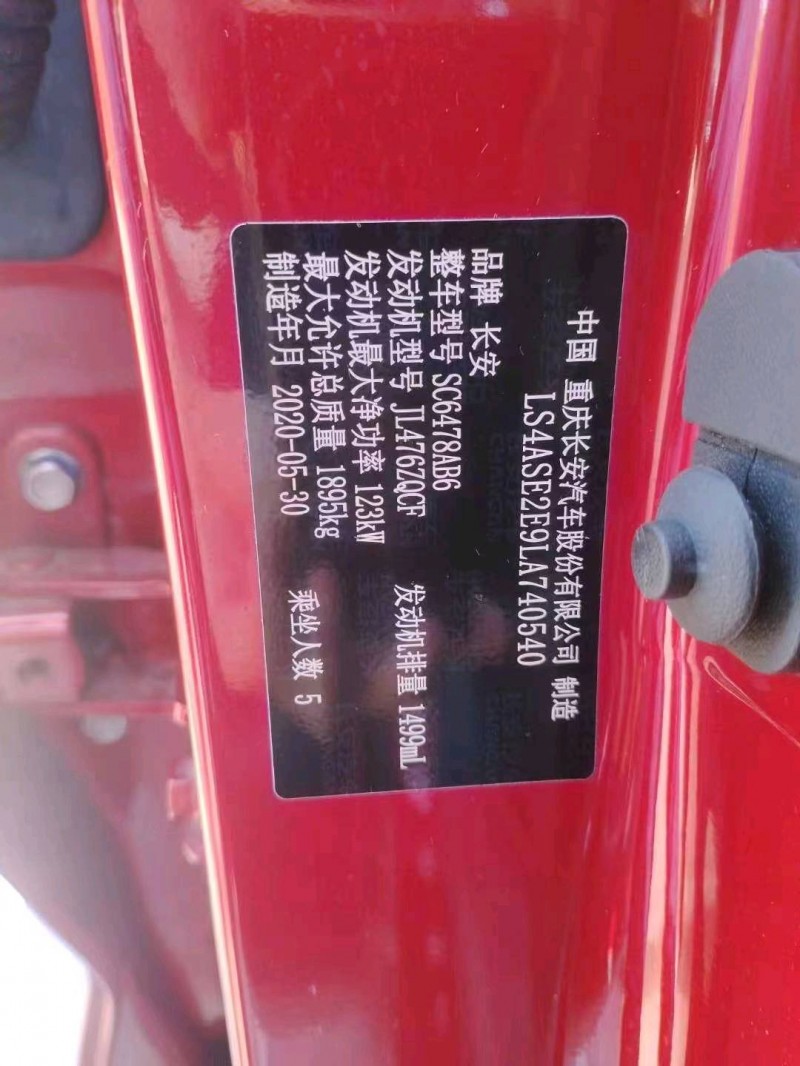 中国 重庆长安汽车股份有限公司 制造
LS4ASE2E9LA740540
品牌 长安
整车型号 SC6478AB6
发动机型号 JL476ZQCF 发动机排量 1499mL
发动机最大净功率 123kW
最大允许总质量 1895kg
制造年月 2020-05-30 乘坐人数 5